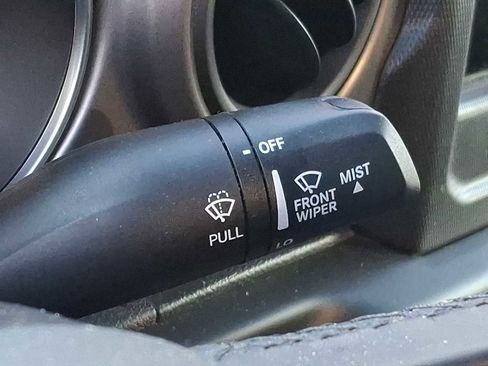 OFF
MIST
FRONT
WIPER
PULL
LO